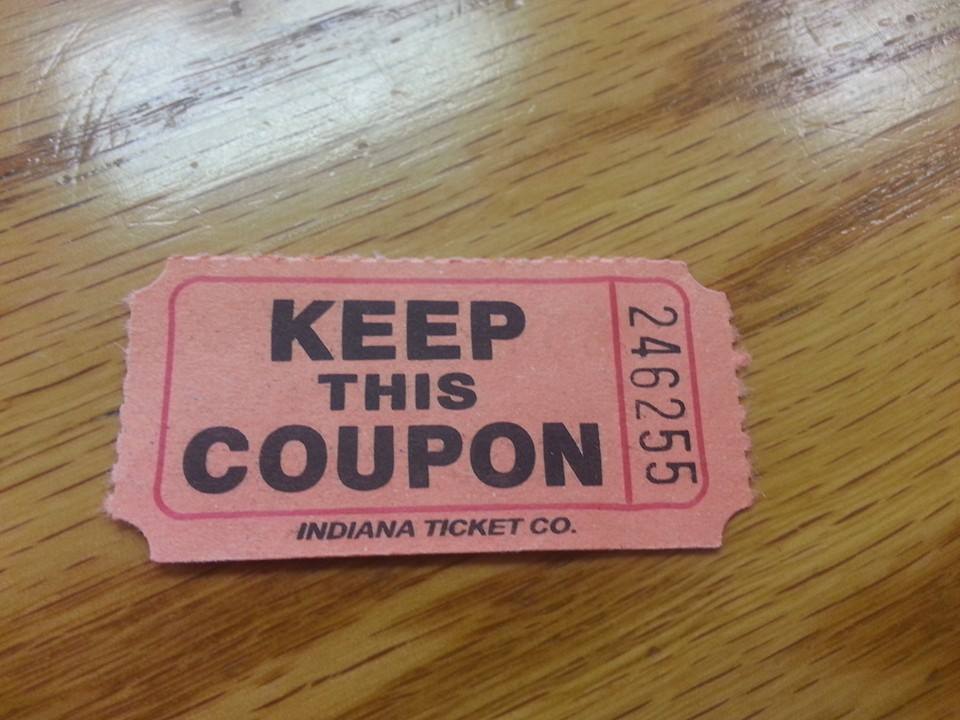 KEEP
THIS
COUPON
INDIANA TICKET CO.
246255